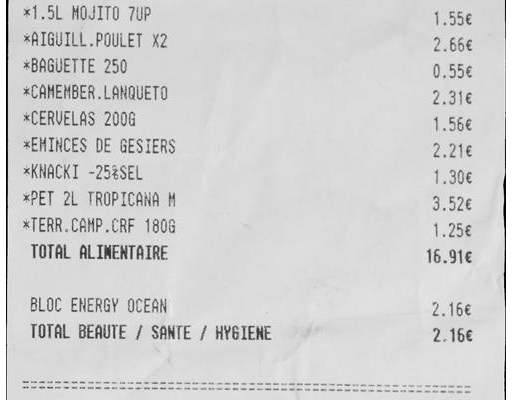 *1.5L MOJITO 7UP 1.55€
*AIGUILL.POULET X2 2.66€
*BAGUETTE 250 0.55€
*CAMEMBER.LANQUETO 2.31€
*CERVELAS 200G 1.56€
*EMINCES DE GESIERS 2.21€
*KNACKI -25%SEL 1.30€
*PET 2L TROPICANA M 3.52€
*TERR.CAMP.CRF 180G 1.25€
TOTAL ALIMENTAIRE 16.91€
BLOC ENERGY OCEAN 2.16€
TOTAL BEAUTE / SANTE / HYGIENE 2.16€